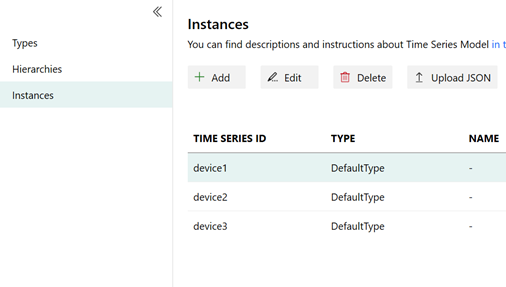 Types
Hierarchies
Instances
Instances
You can find descriptions and instructions about Time Series Model in
Add Edit Delete Upload JSON
TIME SERIES ID TYPE NAME
device1 DefaultType -
device2 DefaultType -
device3 DefaultType -